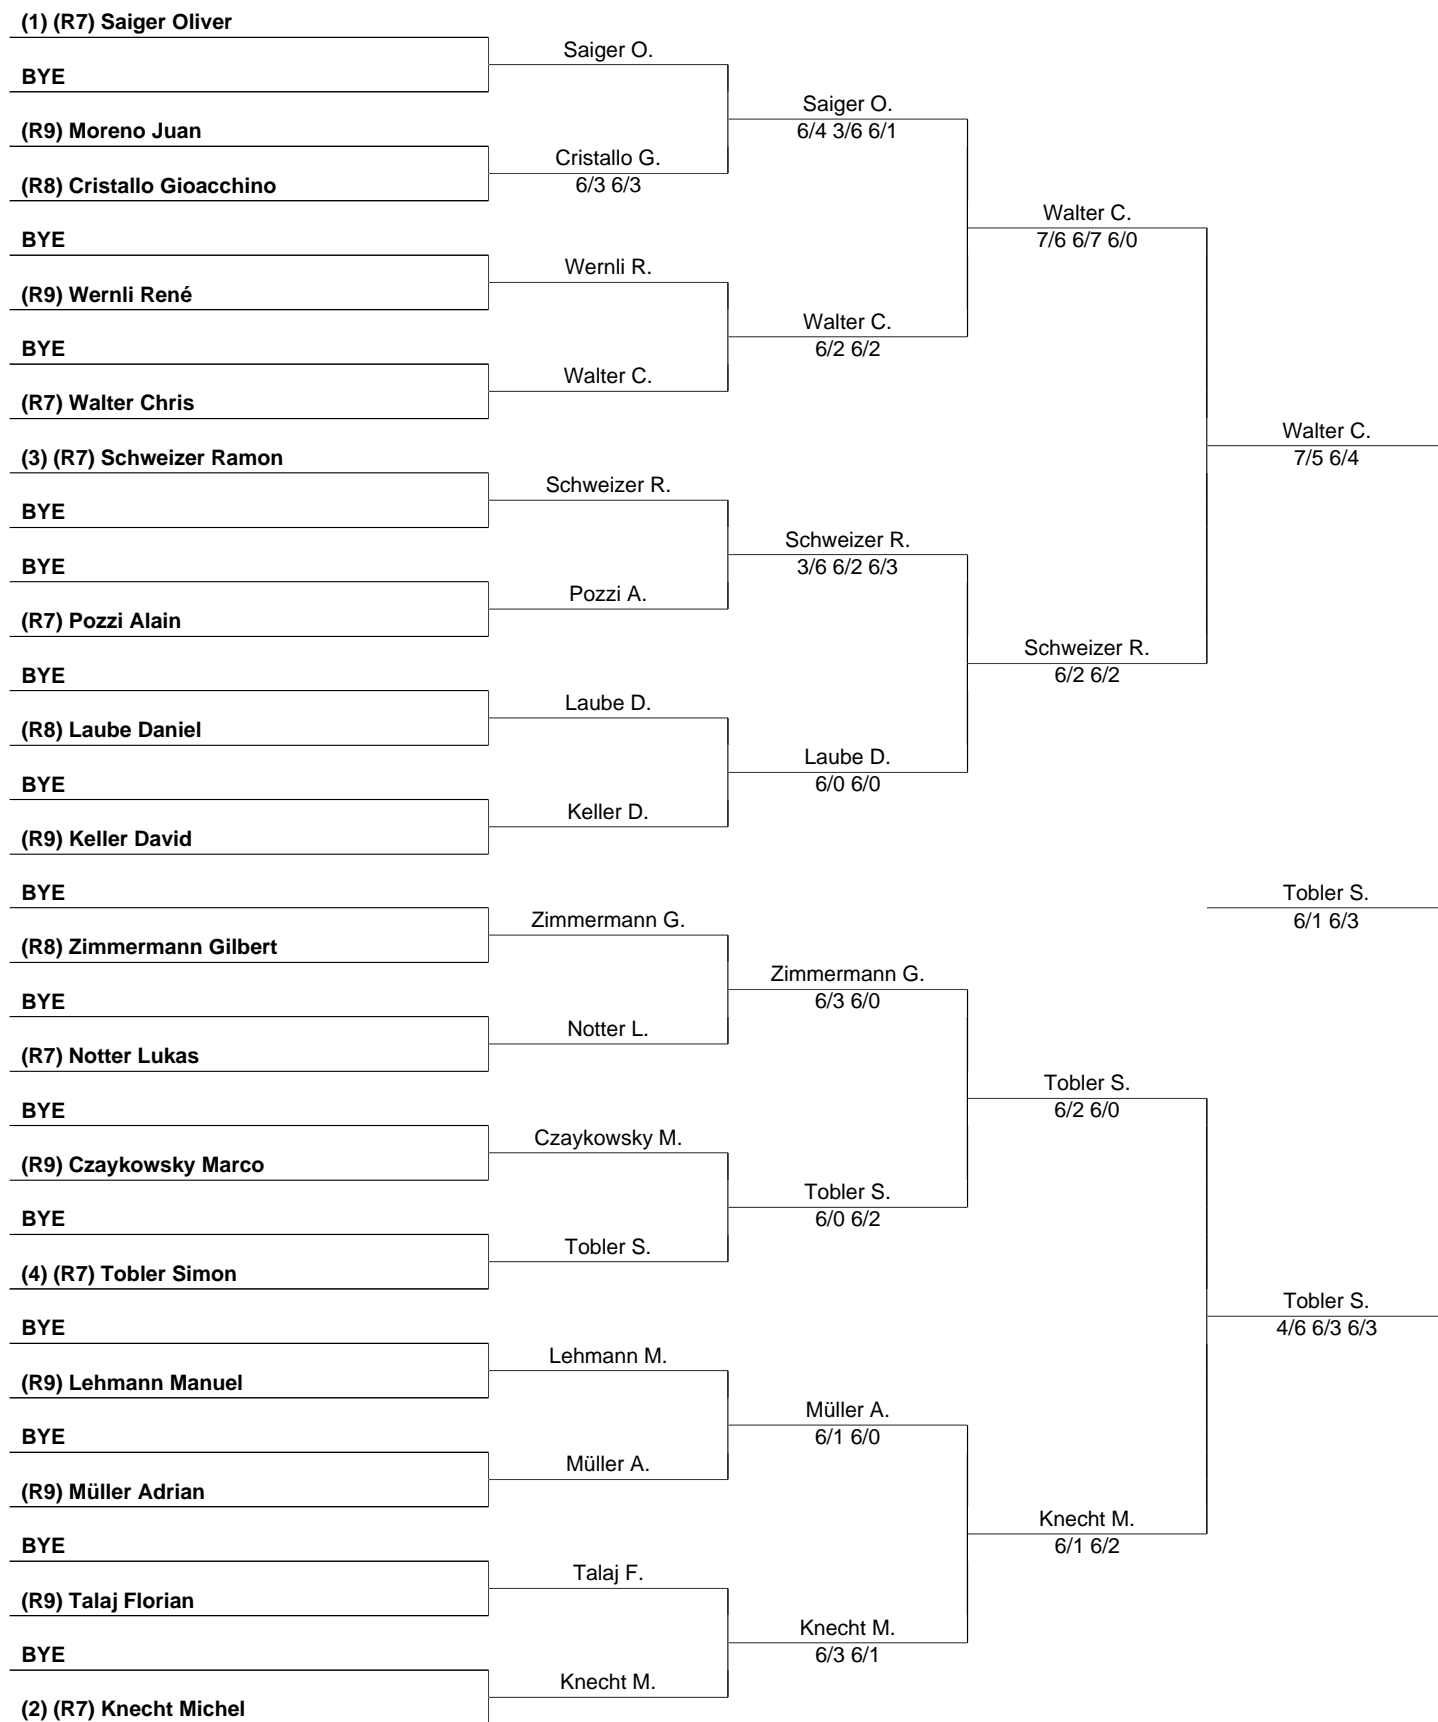 (1) (R7) Saiger Oliver
BYE
(R9) Moreno Juan
(R8) Cristallo Gioacchino
BYE
(R9) Wernli René
BYE
(R7) Walter Chris
(3) (R7) Schweizer Ramon
BYE
BYE
(R7) Pozzi Alain
BYE
(R8) Laube Daniel
BYE
(R9) Keller David
BYE
(R8) Zimmermann Gilbert
BYE
(R7) Notter Lukas
BYE
(R9) Czaykowsky Marco
BYE
(4) (R7) Tobler Simon
BYE
(R9) Lehmann Manuel
BYE
(R9) Müller Adrian
BYE
(R9) Talaj Florian
BYE
(2) (R7) Knecht Michel
Saiger O.
Cristallo G.
6/3 6/3
Wernli R.
Walter C.
Schweizer R.
Pozzi A.
Laube D.
Keller D.
Zimmermann G.
Notter L.
Czaykowsky M.
Tobler S.
Lehmann M.
Müller A.
Talaj F.
Knecht M.
Saiger O.
6/4 3/6 6/1
Walter C.
6/2 6/2
Schweizer R.
3/6 6/2 6/3
Laube D.
6/0 6/0
Zimmermann G.
6/3 6/0
Tobler S.
6/0 6/2
Müller A.
6/1 6/0
Knecht M.
6/3 6/1
Walter C.
7/6 6/7 6/0
Schweizer R.
6/2 6/2
Tobler S.
6/2 6/0
Knecht M.
6/1 6/2
Walter C.
7/5 6/4
Tobler S.
6/1 6/3
Tobler S.
4/6 6/3 6/3